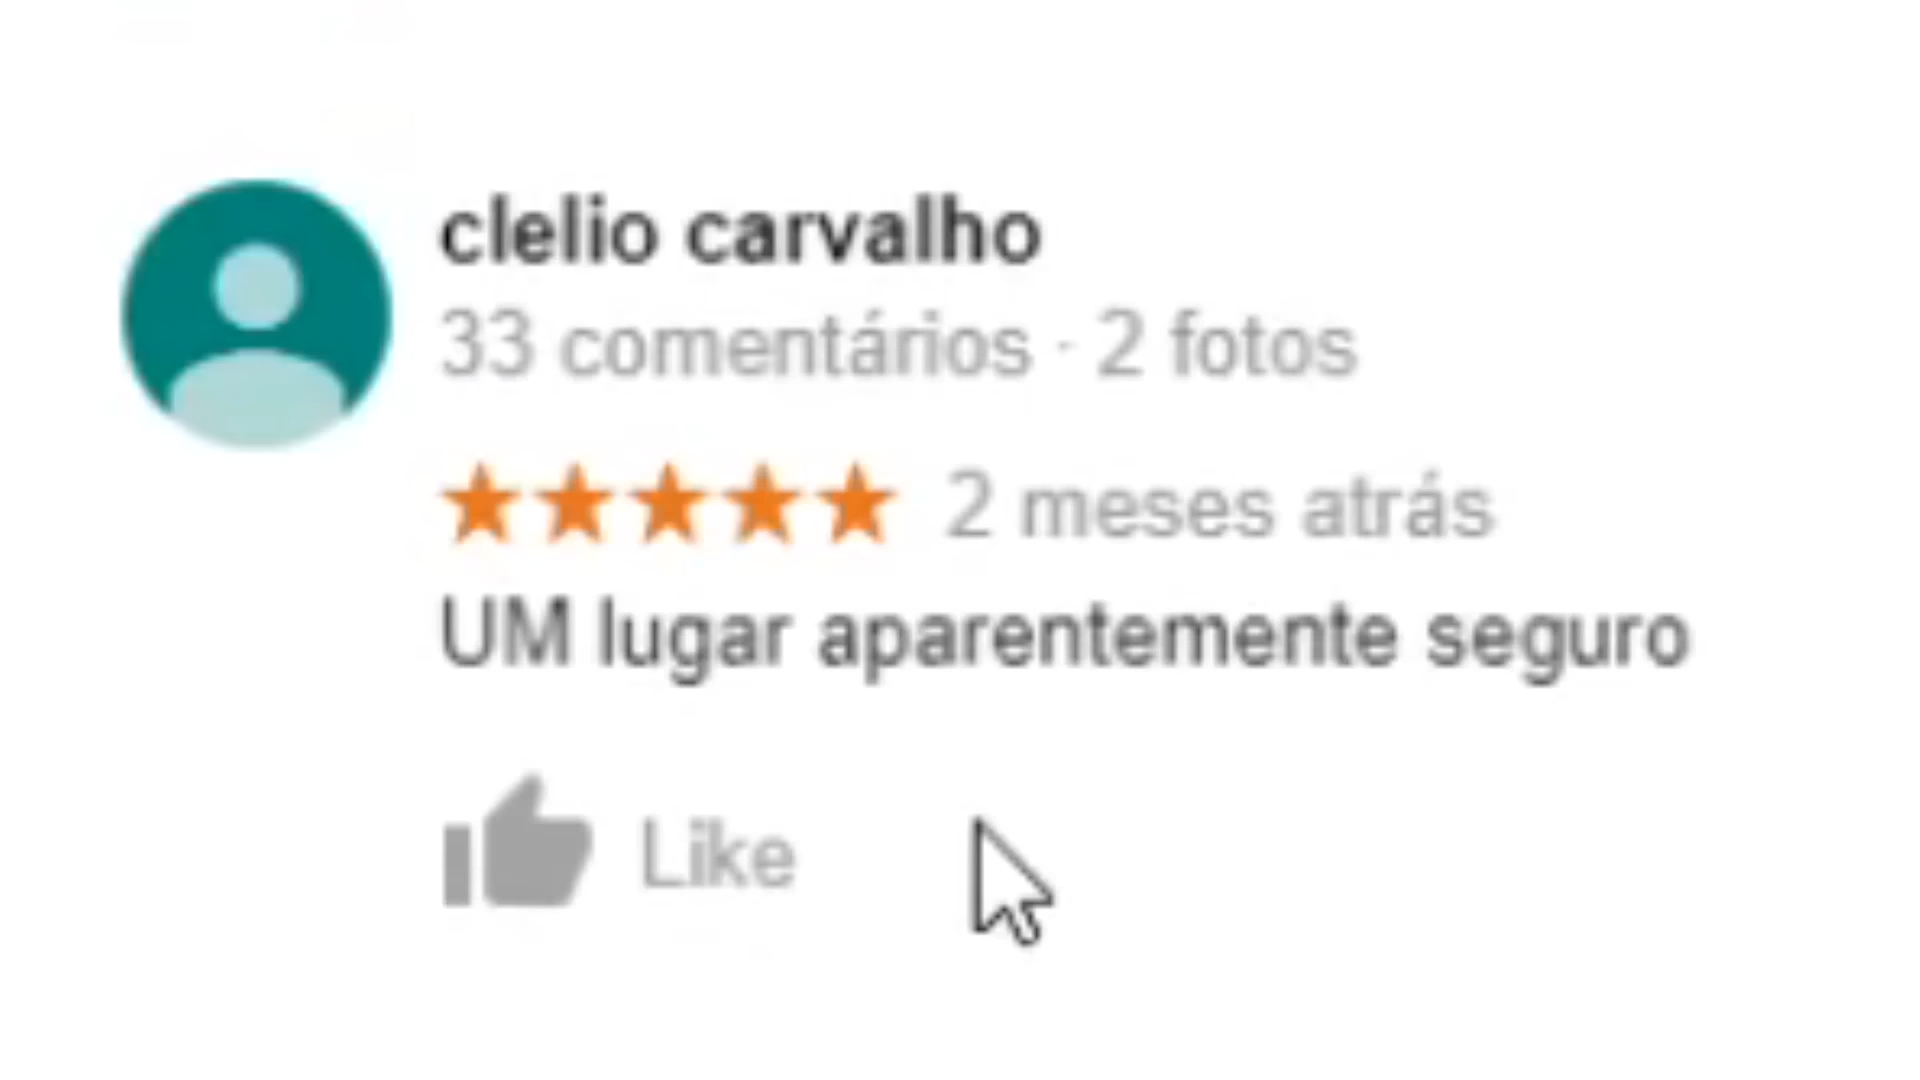 clelio carvalho
33 comentários · 2 fotos
2 meses atrás
UM lugar aparentemente seguro
Like